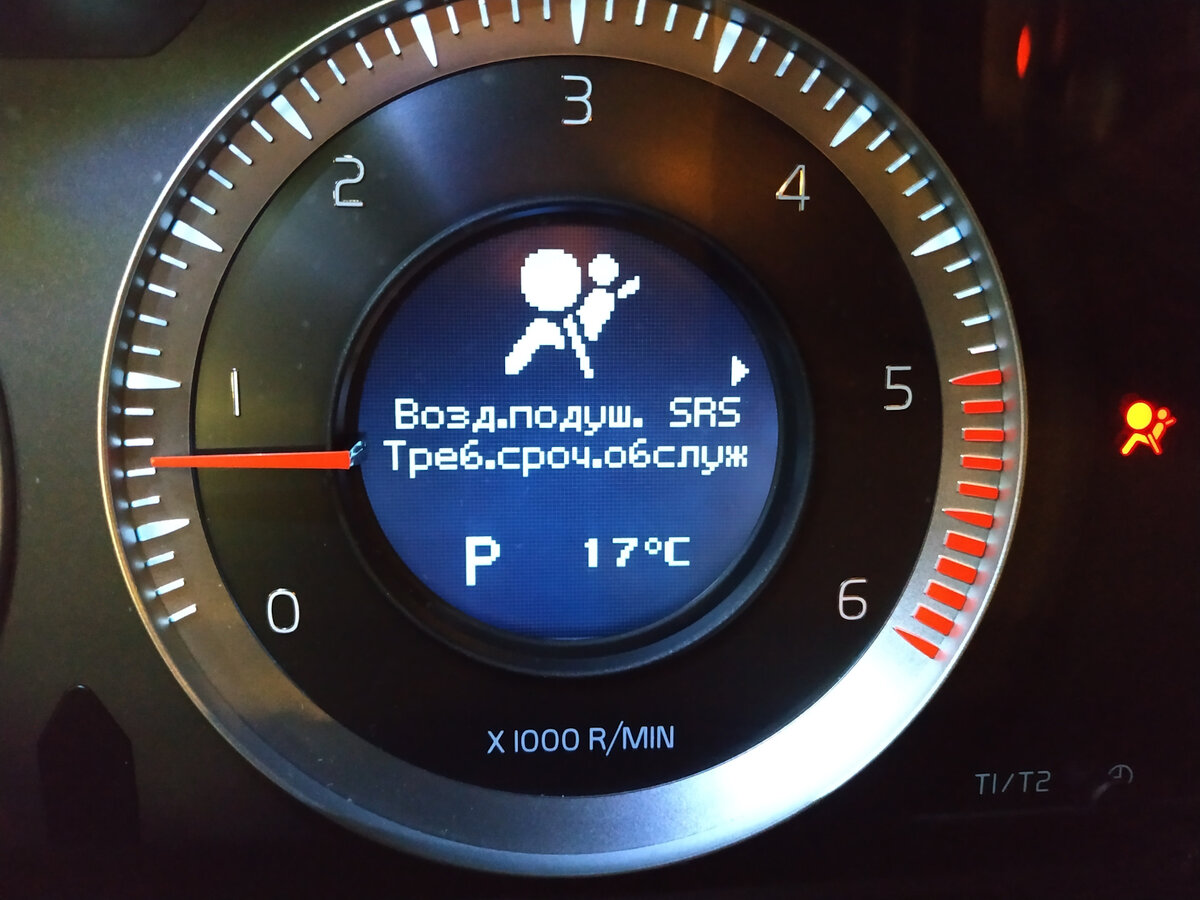 3
2
4
1
5
Возд.подуш. SRS
Треб.сроч.обслуж
P 17°C
0
6
X 1000 R/MIN
T1/T2